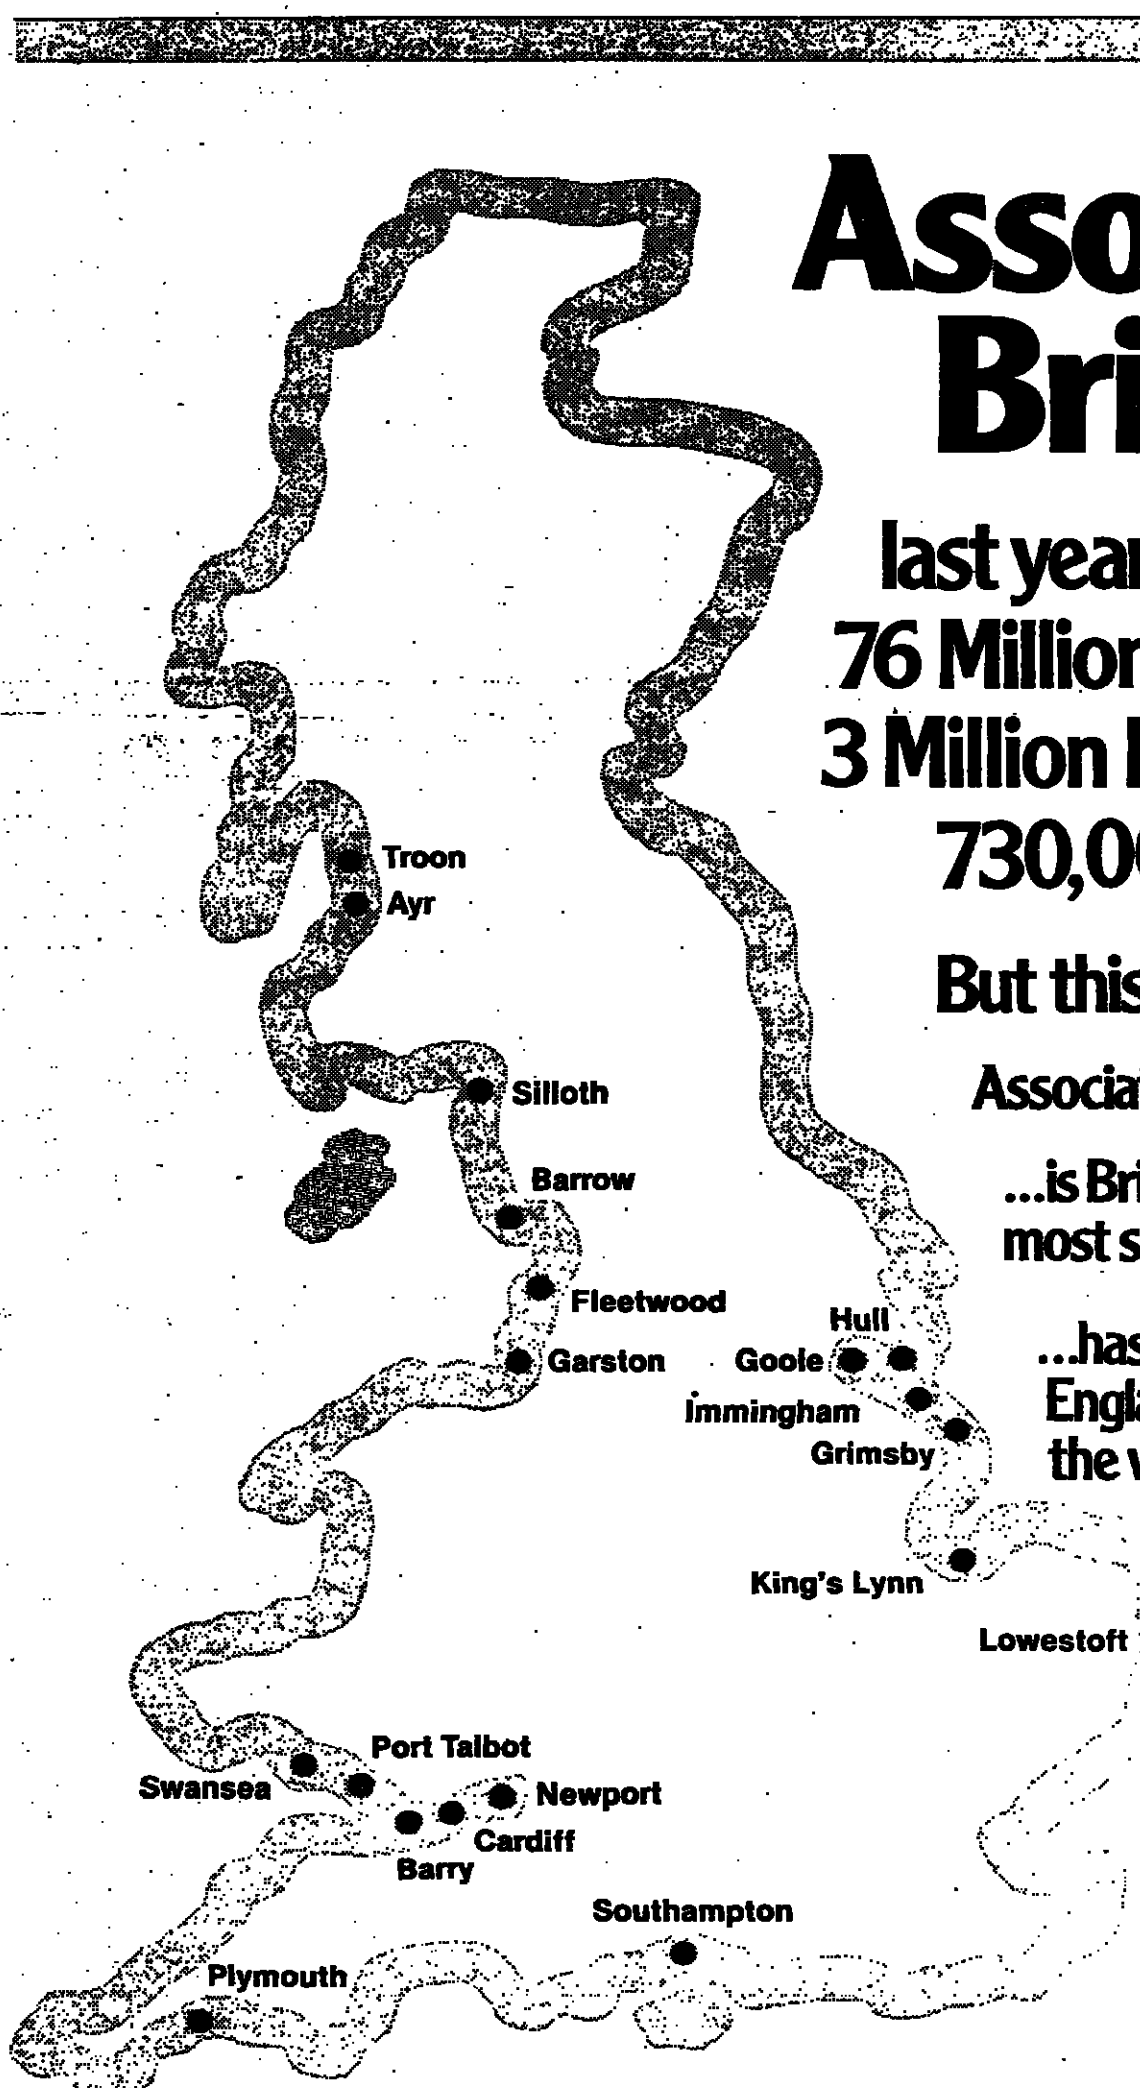 Asso
Bri
last year
76 Million
3 Million
730,00
But this
Associa
...is Bri
most s
...has
Engla
the
Troon
Ayr
Silloth
Barrow
Fleetwood
Garston
Hull
Goole
Immingham
Grimsby
King's Lynn
Lowestoft
Port Talbot
Swansea
Newport
Cardiff
Barry
Southampton
Plymouth